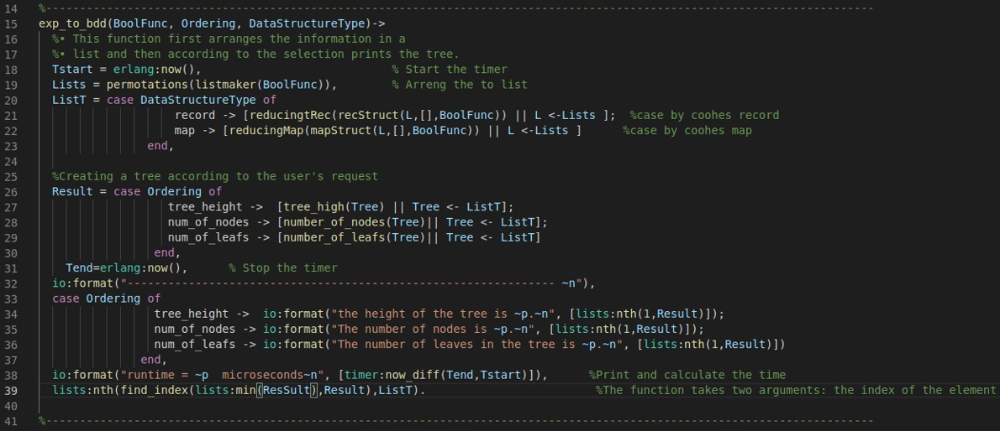 14 %-------------------------------------------------------------------------------------------------------------------------
15 exp_to_bdd(BoolFunc, Ordering, DataStructureType)->
16 %• This function first arranges the information in a
17 %• list and then according to the selection prints the tree.
18 Tstart = erlang:now(), % Start the timer
19 Lists = permotations(listmaker(BoolFunc)), % Arreng the to list
20 ListT = case DataStructureType of
21 record -> [reducingtRec(recStruct(L,[],BoolFunc)) || L <-Lists ]; %case by coohes record
22 map -> [reducingMap(mapStruct(L,[],BoolFunc)) || L <-Lists ] %case by coohes map
23 end,
24
25 %Creating a tree according to the user's request
26 Result = case Ordering of
27 tree_height -> [tree_high(Tree) || Tree <- ListT];
28 num_of_nodes -> [number_of_nodes(Tree)|| Tree <- ListT];
29 num_of_leafs -> [number_of_leafs(Tree)|| Tree <- ListT]
30 end,
31 Tend=erlang:now(), % Stop the timer
32 io:format("-------------------------------------------------------------- ~n"),
33 case Ordering of
34 tree_height -> io:format("the height of the tree is ~p.~n", [lists:nth(1,Result)]);
35 num_of_nodes -> io:format("The number of nodes is ~p.~n", [lists:nth(1,Result)]);
36 num_of_leafs -> io:format("The number of leaves in the tree is ~p.~n", [lists:nth(1,Result)])
37 end,
38 io:format("runtime = ~p  microseconds~n", [timer:now_diff(Tend,Tstart)]), %Print and calculate the time
39 lists:nth(find_index(lists:min(ResSult),Result),ListT). %The function takes two arguments: the index of the element
40
41 %-------------------------------------------------------------------------------------------------------------------------